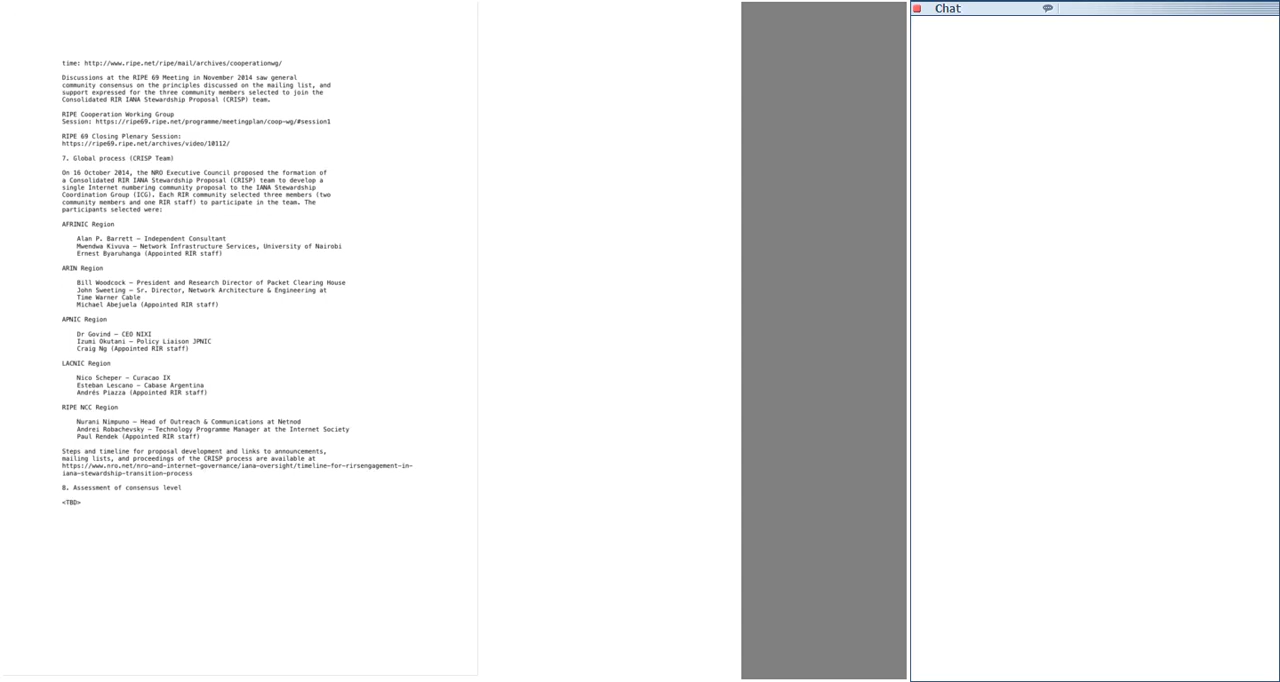 Chat
time: http://www.ripe.net/ripe/mail/archives/cooperationwg/
Discussions at the RIPE 69 Meeting in November 2014 saw general
community consensus on the principles discussed on the mailing list, and
support expressed for the three community members selected to join the
Consolidated RIR IANA Stewardship Proposal (CRISP) team.
RIPE Cooperation Working Group
Session: https://ripe69.ripe.net/programme/meetingplan/coop-wg/#session1
RIPE 69 Closing Plenary Session:
https://ripe69.ripe.net/archives/video/10112/
7. Global process (CRISP Team)
On 16 October 2014, the NRO Executive Council proposed the formation of
a Consolidated RIR IANA Stewardship Proposal (CRISP) team to develop a
single Internet numbering community proposal to the IANA Stewardship
Coordination Group (ICG). Each RIR community selected three members (two
community members and one RIR staff) to participate in the team. The
participants selected were:
AFRINIC Region
Alan P. Barrett – Independent Consultant
Mwendwa Kivuva – Network Infrastructure Services, University of Nairobi
Ernest Byaruhanga (Appointed RIR staff)
ARIN Region
Bill Woodcock – President and Research Director of Packet Clearing House
John Sweeting – Sr. Director, Network Architecture & Engineering at
Time Warner Cable
Michael Abejuela (Appointed RIR staff)
APNIC Region
Dr Govind – CEO NIXI
Izumi Okutani – Policy Liaison JPNIC
Craig Ng (Appointed RIR staff)
LACNIC Region
Nico Scheper – Curacao IX
Esteban Lescano – Cabase Argentina
Andrés Piazza (Appointed RIR staff)
RIPE NCC Region
Nurani Nimpuno – Head of Outreach & Communications at Netnod
Andrei Robachevsky – Technology Programme Manager at the Internet Society
Paul Rendek (Appointed RIR staff)
Steps and timeline for proposal development and links to announcements,
mailing lists, and proceedings of the CRISP process are available at
https://www.nro.net/nro-and-internet-governance/iana-oversight/timeline-for-rirsengagement-in-
iana-stewardship-transition-process
8. Assessment of consensus level
<TBD>